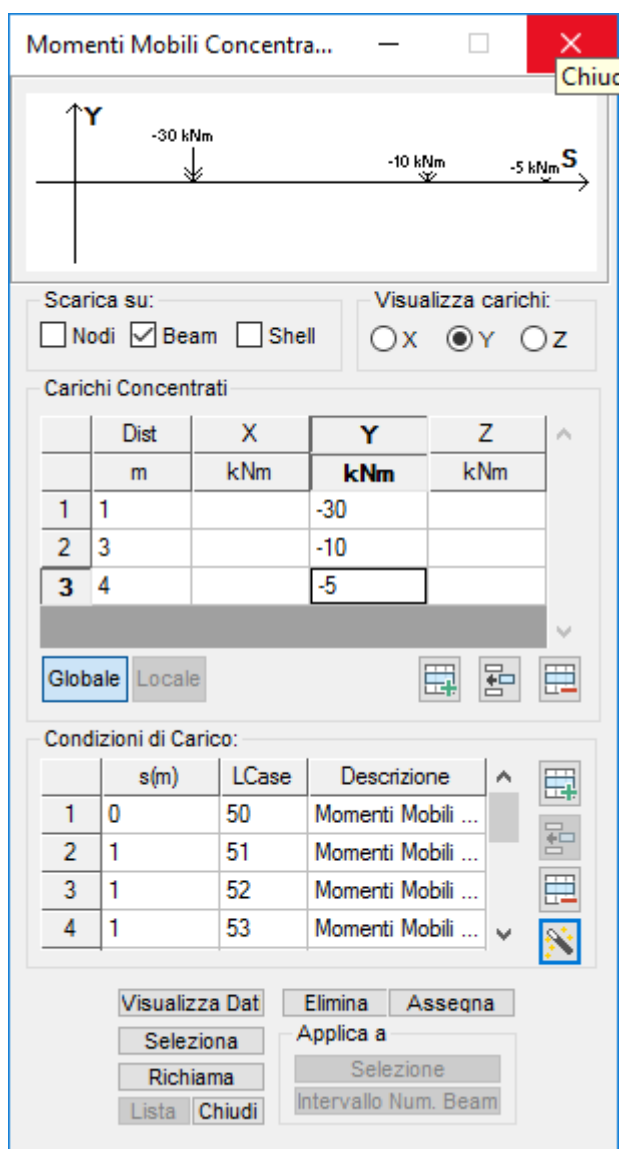 Momenti Mobili Concentra...
Chiud
Y
-30 kNm
-10 kNm
-5 kNm
S
Scarica su:
Nodi Beam Shell
Visualizza carichi:
X Y Z
Carichi Concentrati
Dist X Y Z
m kNm kNm kNm
1 1 -30
2 3 -10
3 4 -5
Globale Locale
Condizioni di Carico:
s(m) LCase Descrizione
1 0 50 Momenti Mobili ...
2 1 51 Momenti Mobili ...
3 1 52 Momenti Mobili ...
4 1 53 Momenti Mobili ...
Visualizza Dat Elimina Assegna
Seleziona
Applica a
Richiama
Selezione
Lista Chiudi
Intervallo Num. Beam